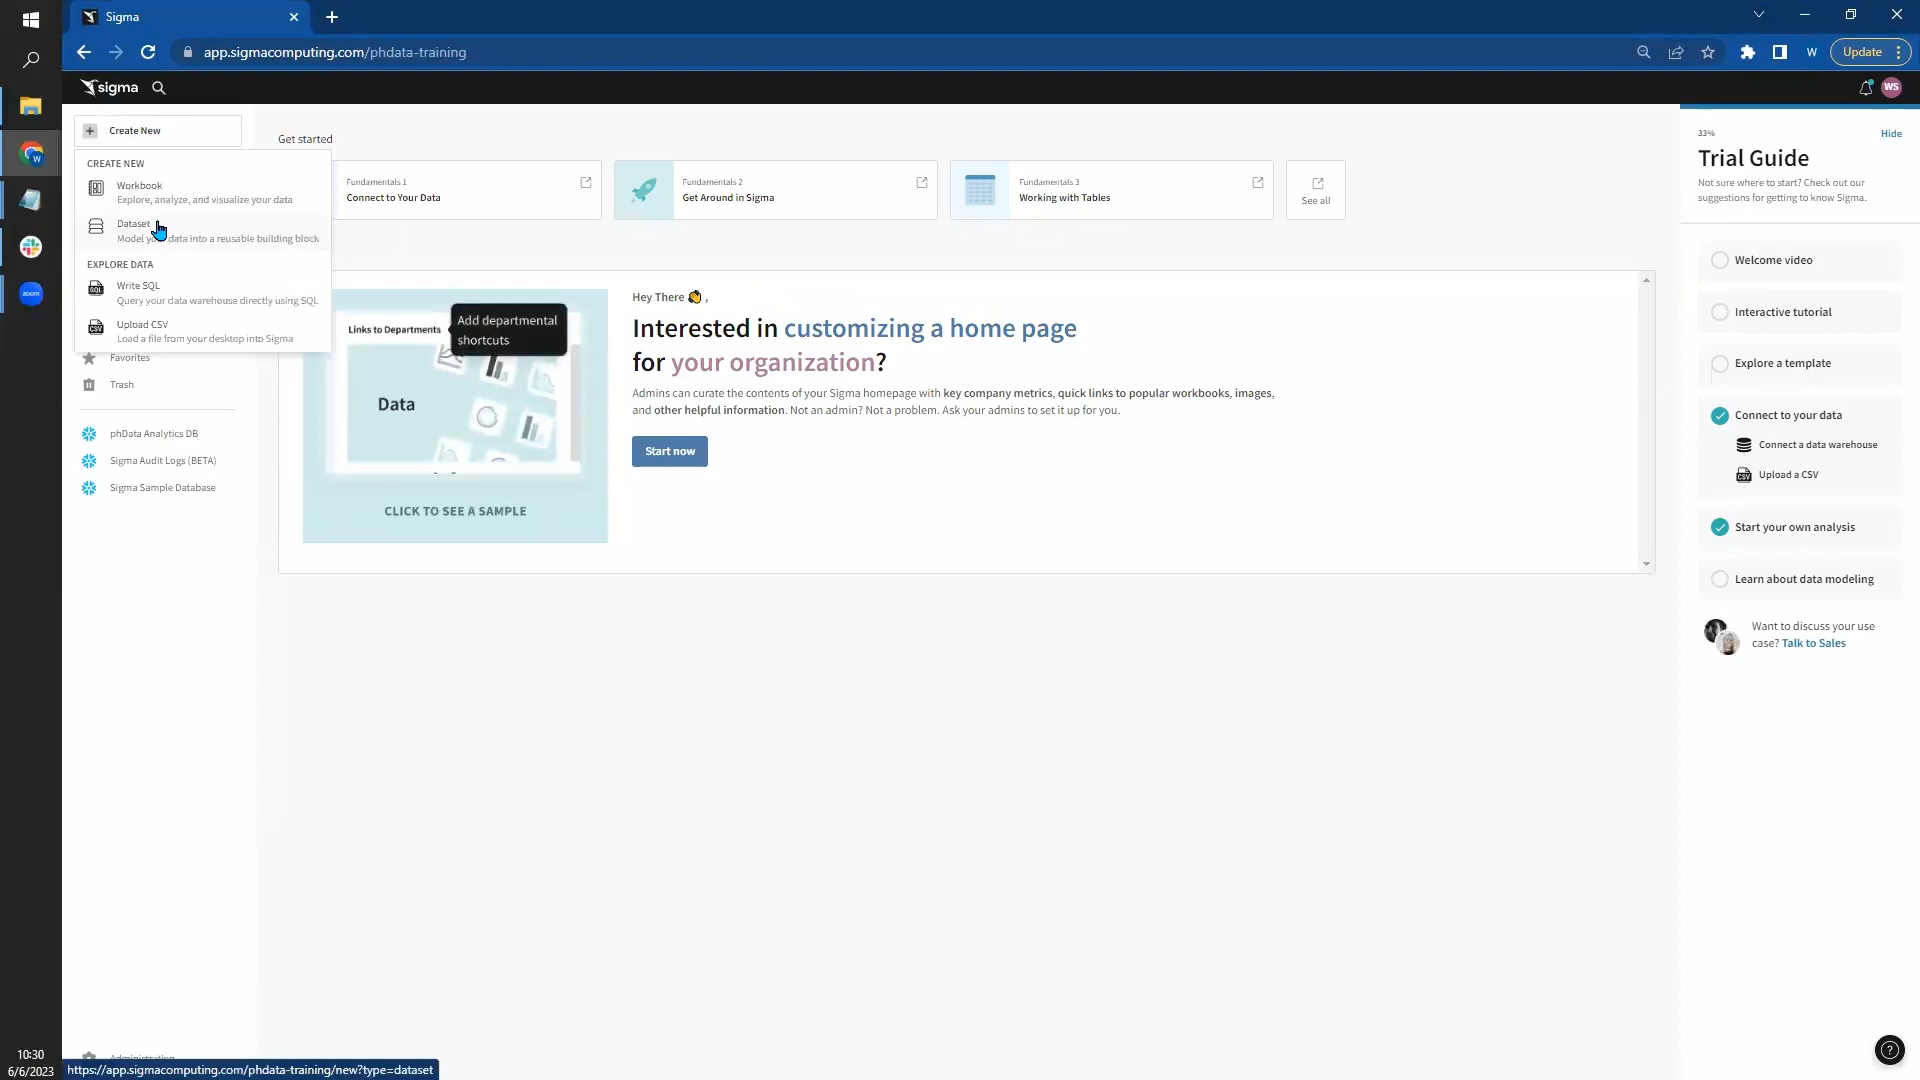 Sigma
app.sigmacomputing.com/phdata-training
W
Update
sigma
WS
Create New
CREATE NEW
Workbook
Explore, analyze, and visualize your data
Dataset
Model your data into a reusable building block
EXPLORE DATA
Write SQL
Query your data warehouse directly using SQL
Upload CSV
Load a file from your desktop into Sigma
Favorites
Trash
phData Analytics DB
Sigma Audit Logs (BETA)
Sigma Sample Database
Get started
Fundamentals 1
Connect to Your Data
Fundamentals 2
Get Around in Sigma
Fundamentals 3
Working with Tables
See all
Links to Departments
Add departmental
shortcuts
Data
CLICK TO SEE A SAMPLE
Hey There 👋 ,
Interested in customizing a home page
for your organization?
Admins can curate the contents of your Sigma homepage with key company metrics, quick links to popular workbooks, images,
and other helpful information. Not an admin? Not a problem. Ask your admins to set it up for you.
Start now
33%
Hide
Trial Guide
Not sure where to start? Check out our
suggestions for getting to know Sigma.
Welcome video
Interactive tutorial
Explore a template
Connect to your data
Connect a data warehouse
Upload a CSV
Start your own analysis
Learn about data modeling
Want to discuss your use
case? Talk to Sales
zoom
10:30
6/6/2023
https://app.sigmacomputing.com/phdata-training/new?type=dataset